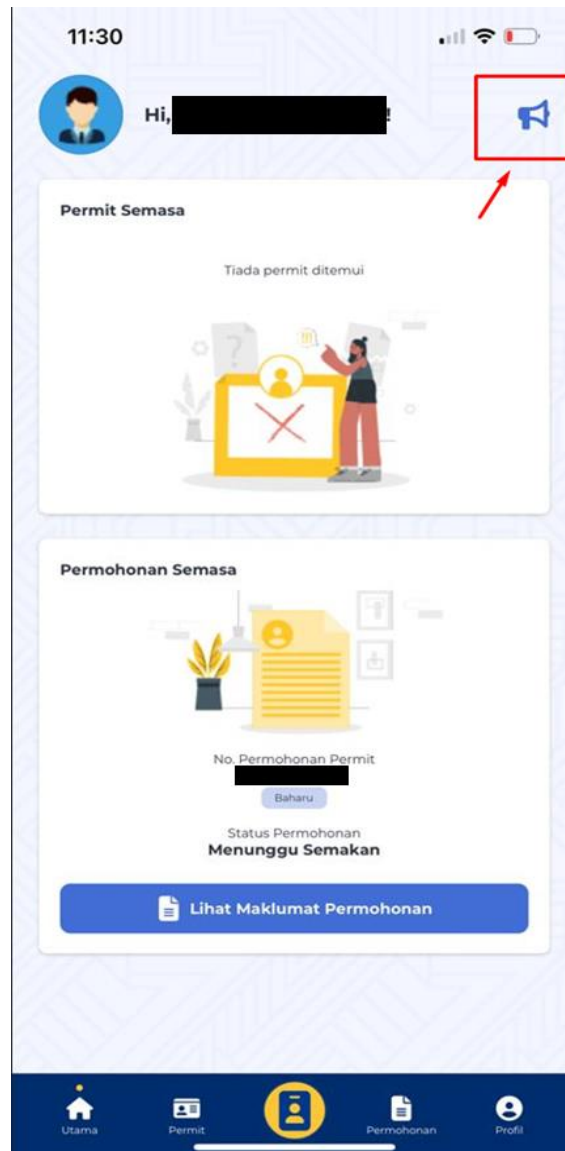 11:30
Hi, !
Permit Semasa
Tiada permit ditemui
Permohonan Semasa
No. Permohonan Permit
Baharu
Status Permohonan
Menunggu Semakan
Lihat Maklumat Permohonan
Utama Permit Permohonan Profil